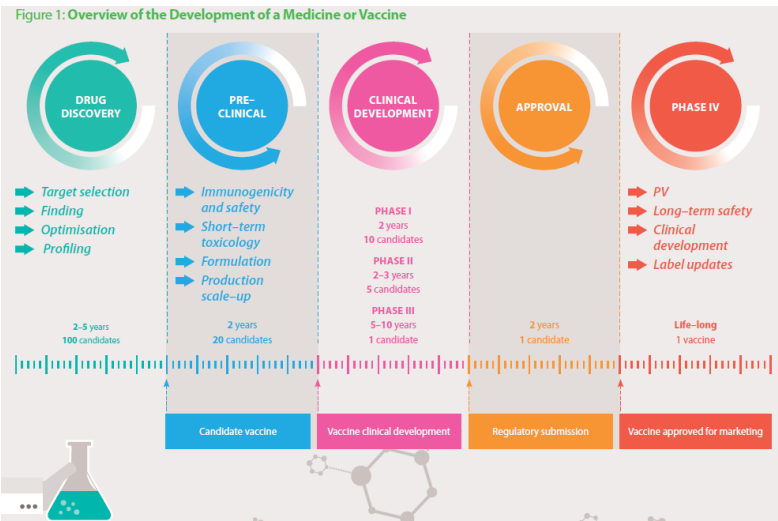 Figure 1: Overview of the Development of a Medicine or Vaccine
DRUG
DISCOVERY
PRE–
CLINICAL
CLINICAL
DEVELOPMENT
APPROVAL
PHASE IV
Target selection
Finding
Optimisation
Profiling
2–5 years
100 candidates
Immunogenicity
and safety
Short–term
toxicology
Formulation
Production
scale–up
2 years
20 candidates
PHASE I
2 years
10 candidates
PHASE II
2–3 years
5 candidates
PHASE III
5–10 years
1 candidate
2 years
1 candidate
PV
Long–term safety
Clinical
development
Label updates
Life–long
1 vaccine
Candidate vaccine
Vaccine clinical development
Regulatory submission
Vaccine approved for marketing